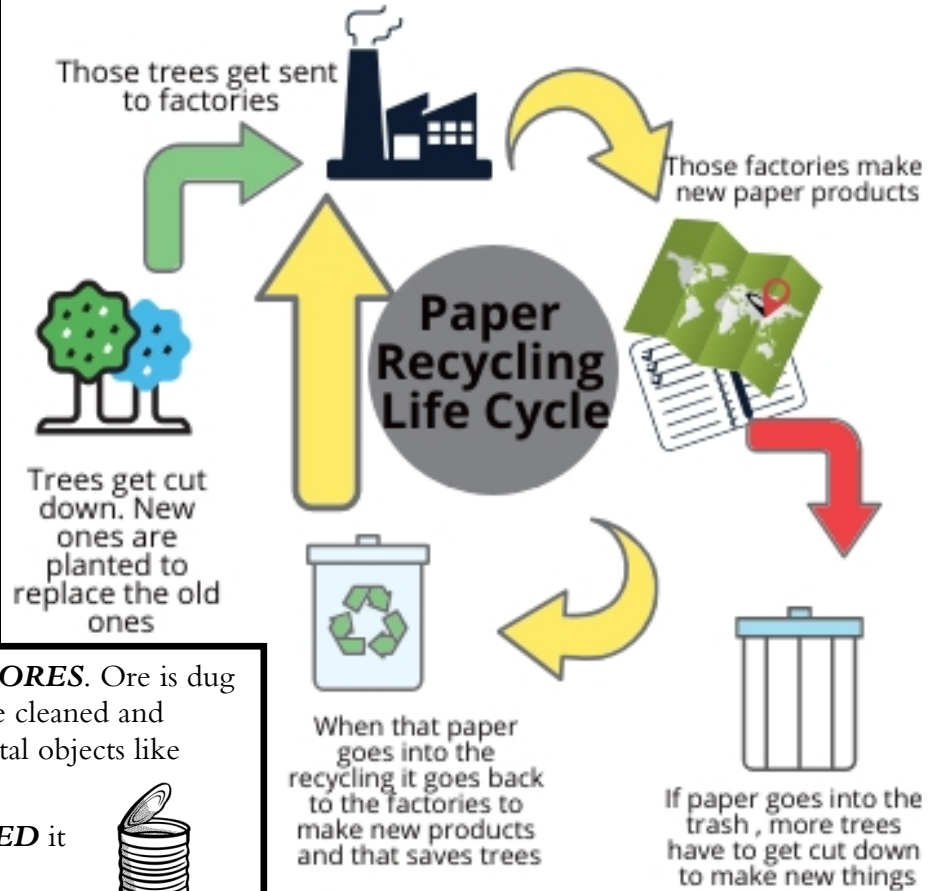 Those trees get sent
to factories
Those factories make
new paper products
Paper
Recycling
Life Cycle
Trees get cut
down. New
ones are
planted to
replace the old
ones
When that paper
goes into the
recycling it goes back
to the factories to
make new products
and that saves trees
If paper goes into the
trash , more trees
have to get cut down
to make new things
ORES. Ore is dug
cleaned and
objects like
it